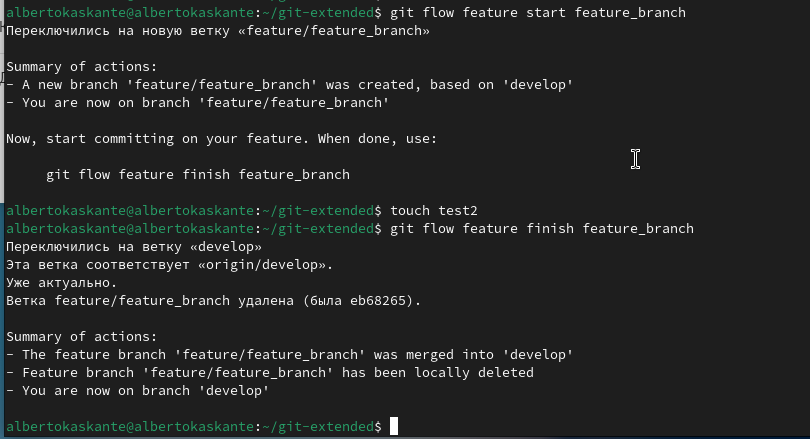 albertokaskante@albertokaskante:~/git-extended$ git flow feature start feature_branch
Переключились на новую ветку «feature/feature_branch»
Summary of actions:
- A new branch 'feature/feature_branch' was created, based on 'develop'
- You are now on branch 'feature/feature_branch'
Now, start committing on your feature. When done, use:
git flow feature finish feature_branch
albertokaskante@albertokaskante:~/git-extended$ touch test2
albertokaskante@albertokaskante:~/git-extended$ git flow feature finish feature_branch
Переключились на ветку «develop»
Эта ветка соответствует «origin/develop».
Уже актуально.
Ветка feature/feature_branch удалена (была eb68265).
Summary of actions:
- The feature branch 'feature/feature_branch' was merged into 'develop'
- Feature branch 'feature/feature_branch' has been locally deleted
- You are now on branch 'develop'
albertokaskante@albertokaskante:~/git-extended$